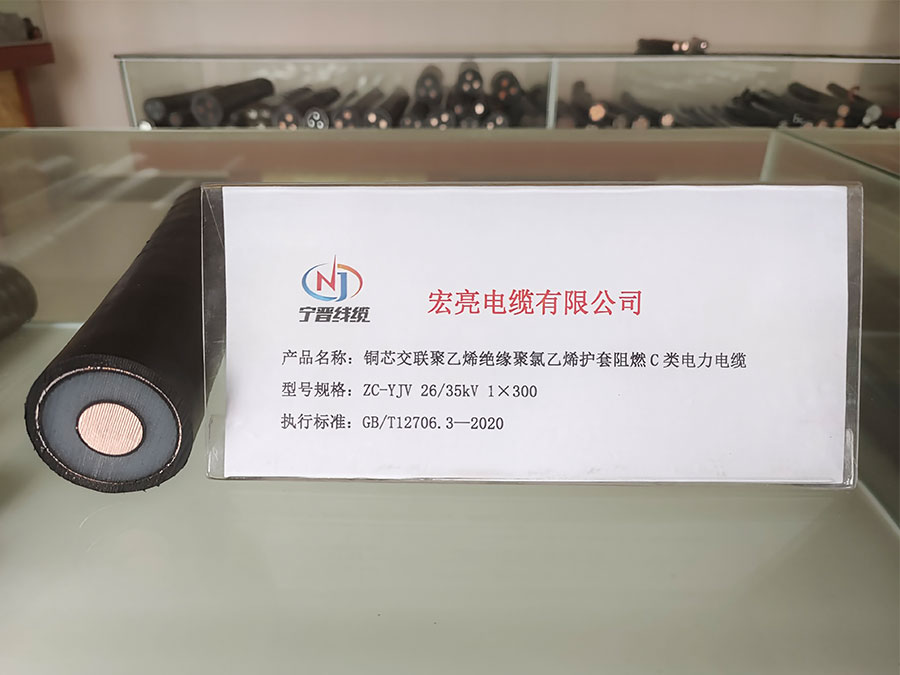 NJ
宁晋线缆
宏亮电缆有限公司
产品名称：铜芯交联聚乙烯绝缘聚氯乙烯护套阻燃C类电力电缆
型号规格：ZC-YJV 26/35kV 1×300
执行标准：GB/T12706.3—2020